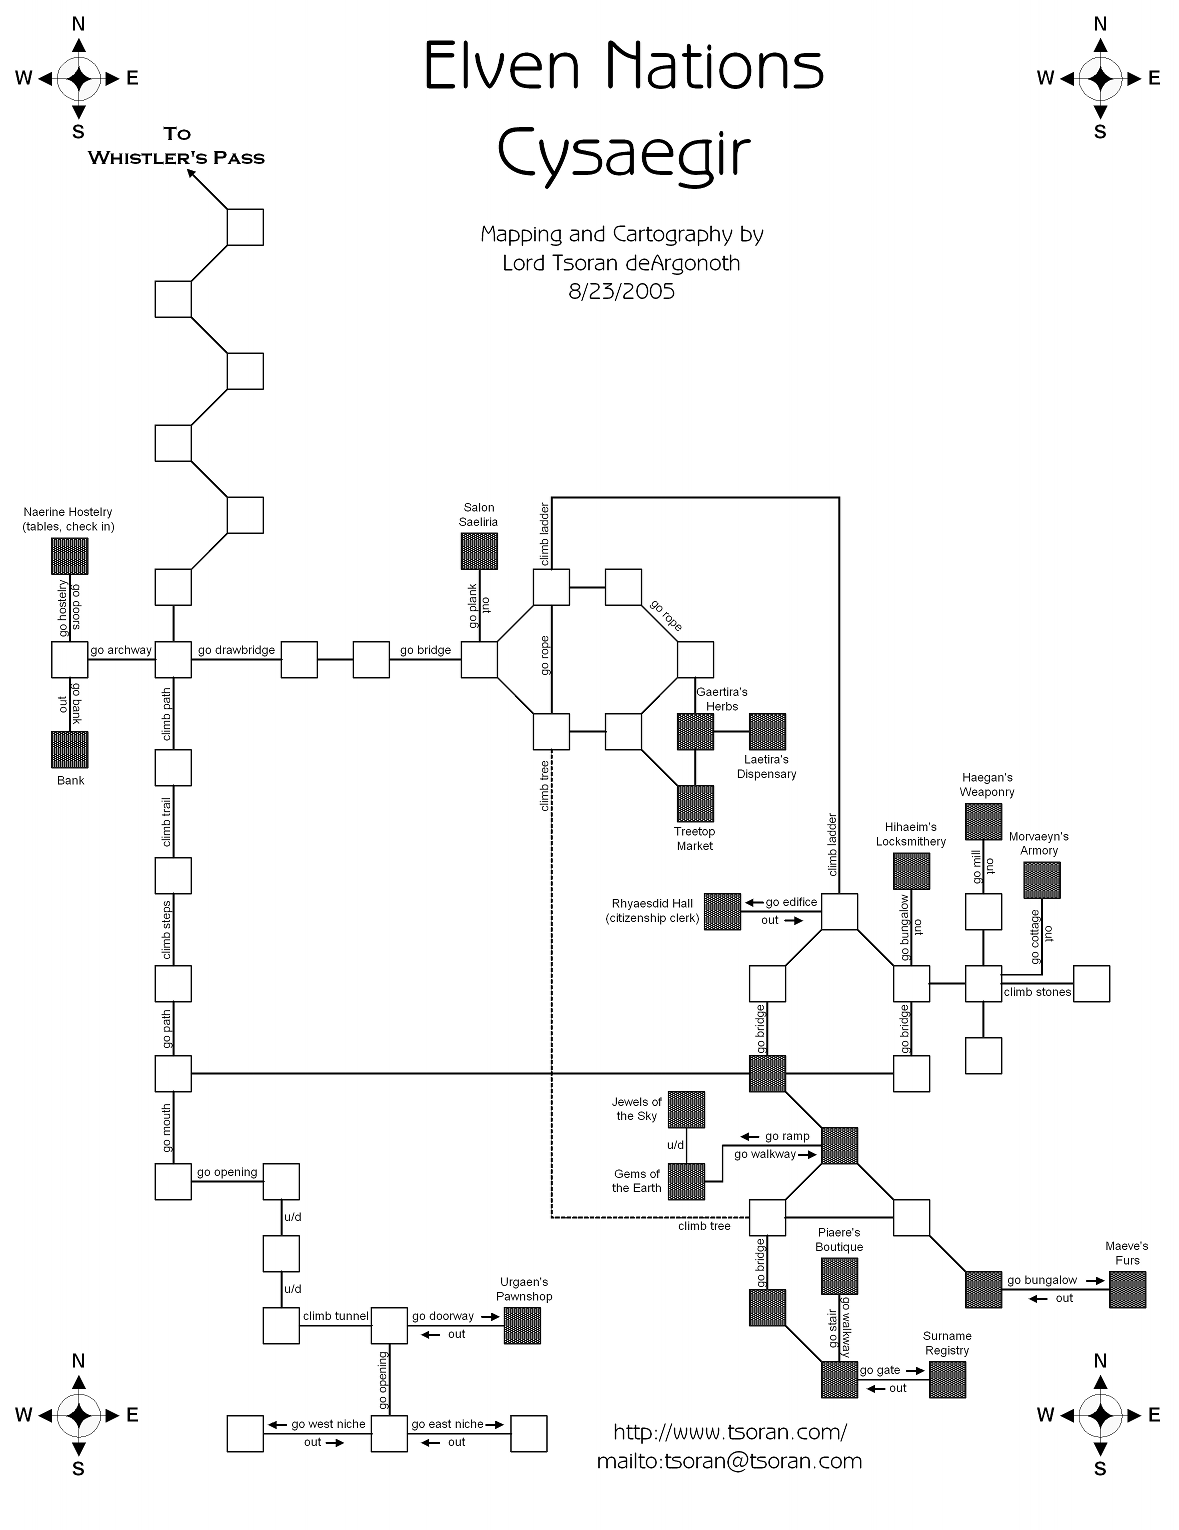 N
W E
S
Elven Nations
Cysaegir
N
W E
S
To
Whistler's Pass
Mapping and Cartography by
Lord Tsoran deArgonoth
8/23/2005
Naerine Hostelry
(tables, check in)
go hostelry
go doors
go archway
go bank
out
Bank
go drawbridge
go bridge
Salon
Saeliria
go plank
out
climb ladder
go rope
go rope
Gaertira's
Herbs
Laetira's
Dispensary
Treetop
Market
climb tree
climb path
climb trail
climb steps
go path
go mouth
climb ladder
Rhyaesdid Hall
(citizenship clerk)
go edifice
out
Hihaeim's
Locksmithery
go bungalow
out
Haegan's
Weaponry
go mill
out
Morvaeyn's
Armory
go cottage
out
climb stones
go bridge
go bridge
Jewels of
the Sky
u/d
Gems of
the Earth
go ramp
go walkway
climb tree
go bridge
Piaere's
Boutique
go stair
go walkway
Maeve's
Furs
go bungalow
out
Surname
Registry
go gate
out
go opening
u/d
u/d
climb tunnel
Urgaen's
Pawnshop
go doorway
out
go opening
go west niche
out
go east niche
out
N
W E
S
http://www.tsoran.com/
mailto:tsoran@tsoran.com
N
W E
S